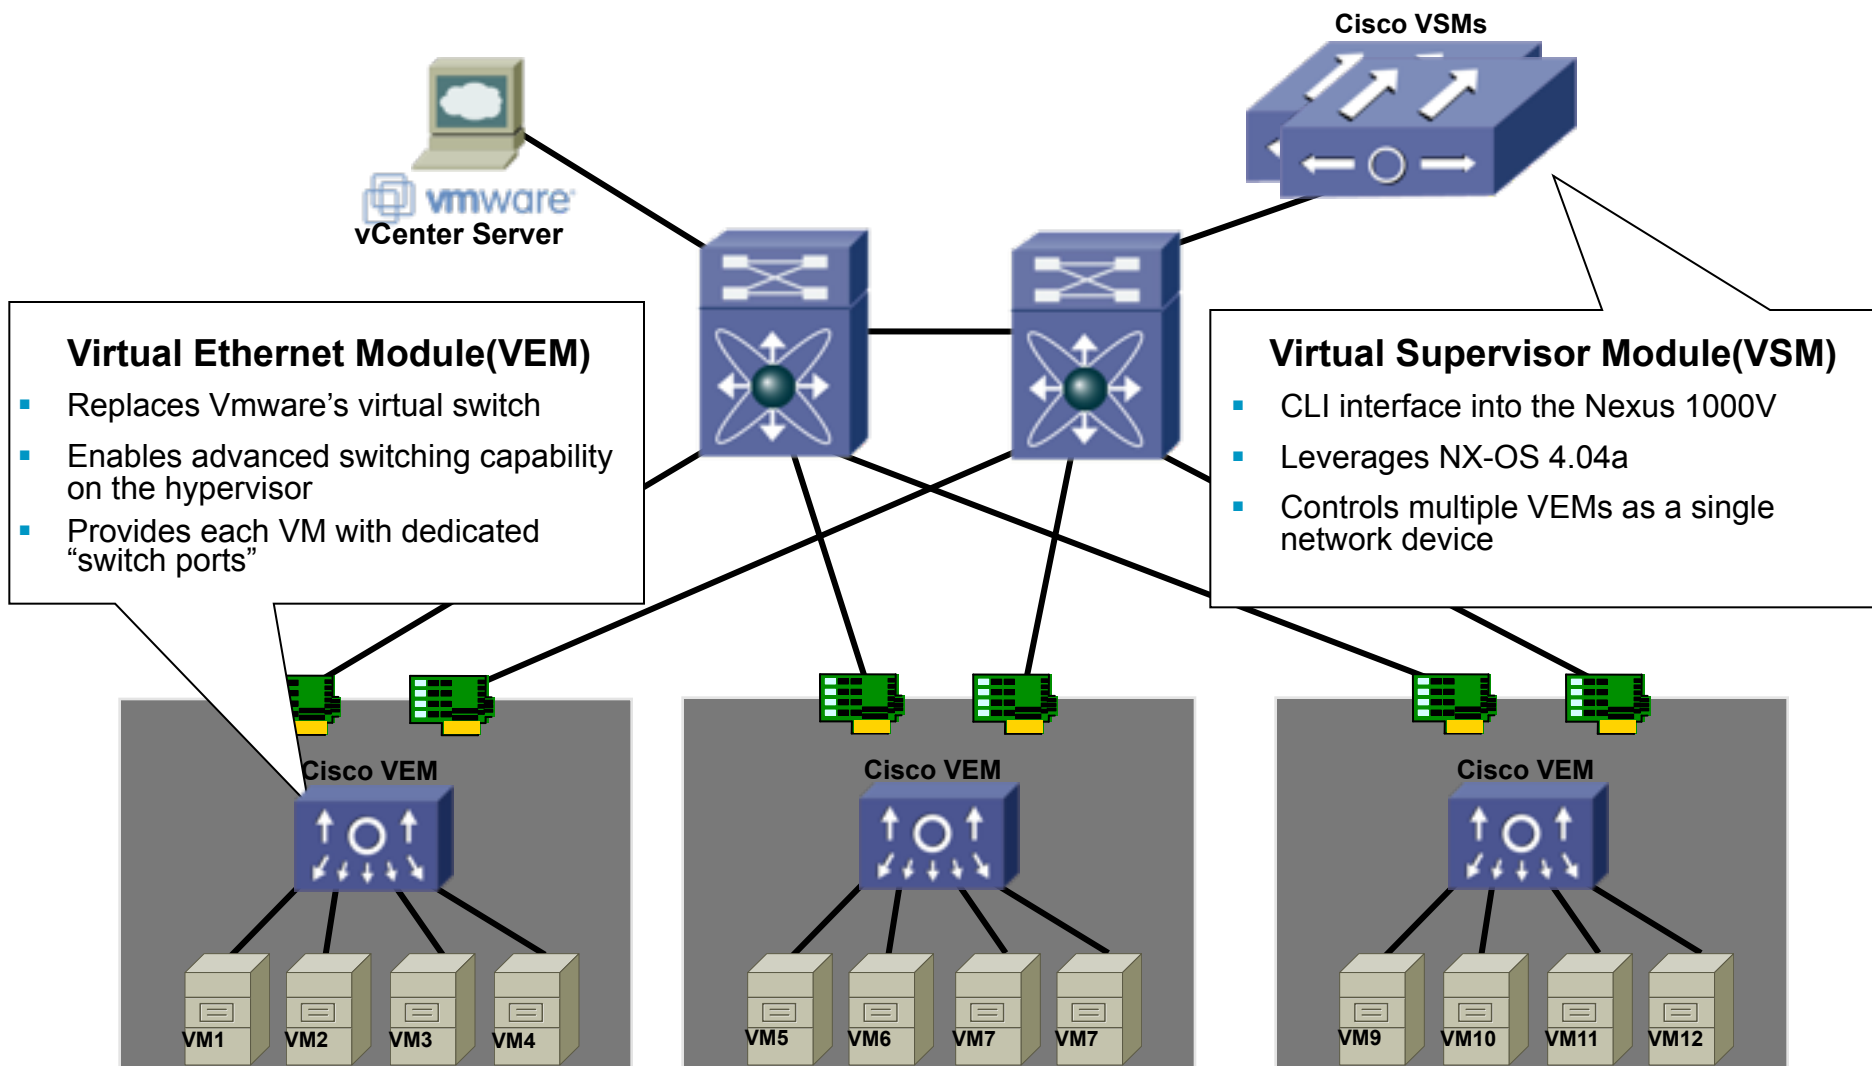 Cisco VSMs
vmware
vCenter Server
Virtual Ethernet Module(VEM)
Replaces Vmware’s virtual switch
Enables advanced switching capability
on the hypervisor
Provides each VM with dedicated
“switch ports”
Virtual Supervisor Module(VSM)
CLI interface into the Nexus 1000V
Leverages NX-OS 4.04a
Controls multiple VEMs as a single
network device
Cisco VEM
Cisco VEM
Cisco VEM
VM1
VM2
VM3
VM4
VM5
VM6
VM7
VM7
VM9
VM10
VM11
VM12